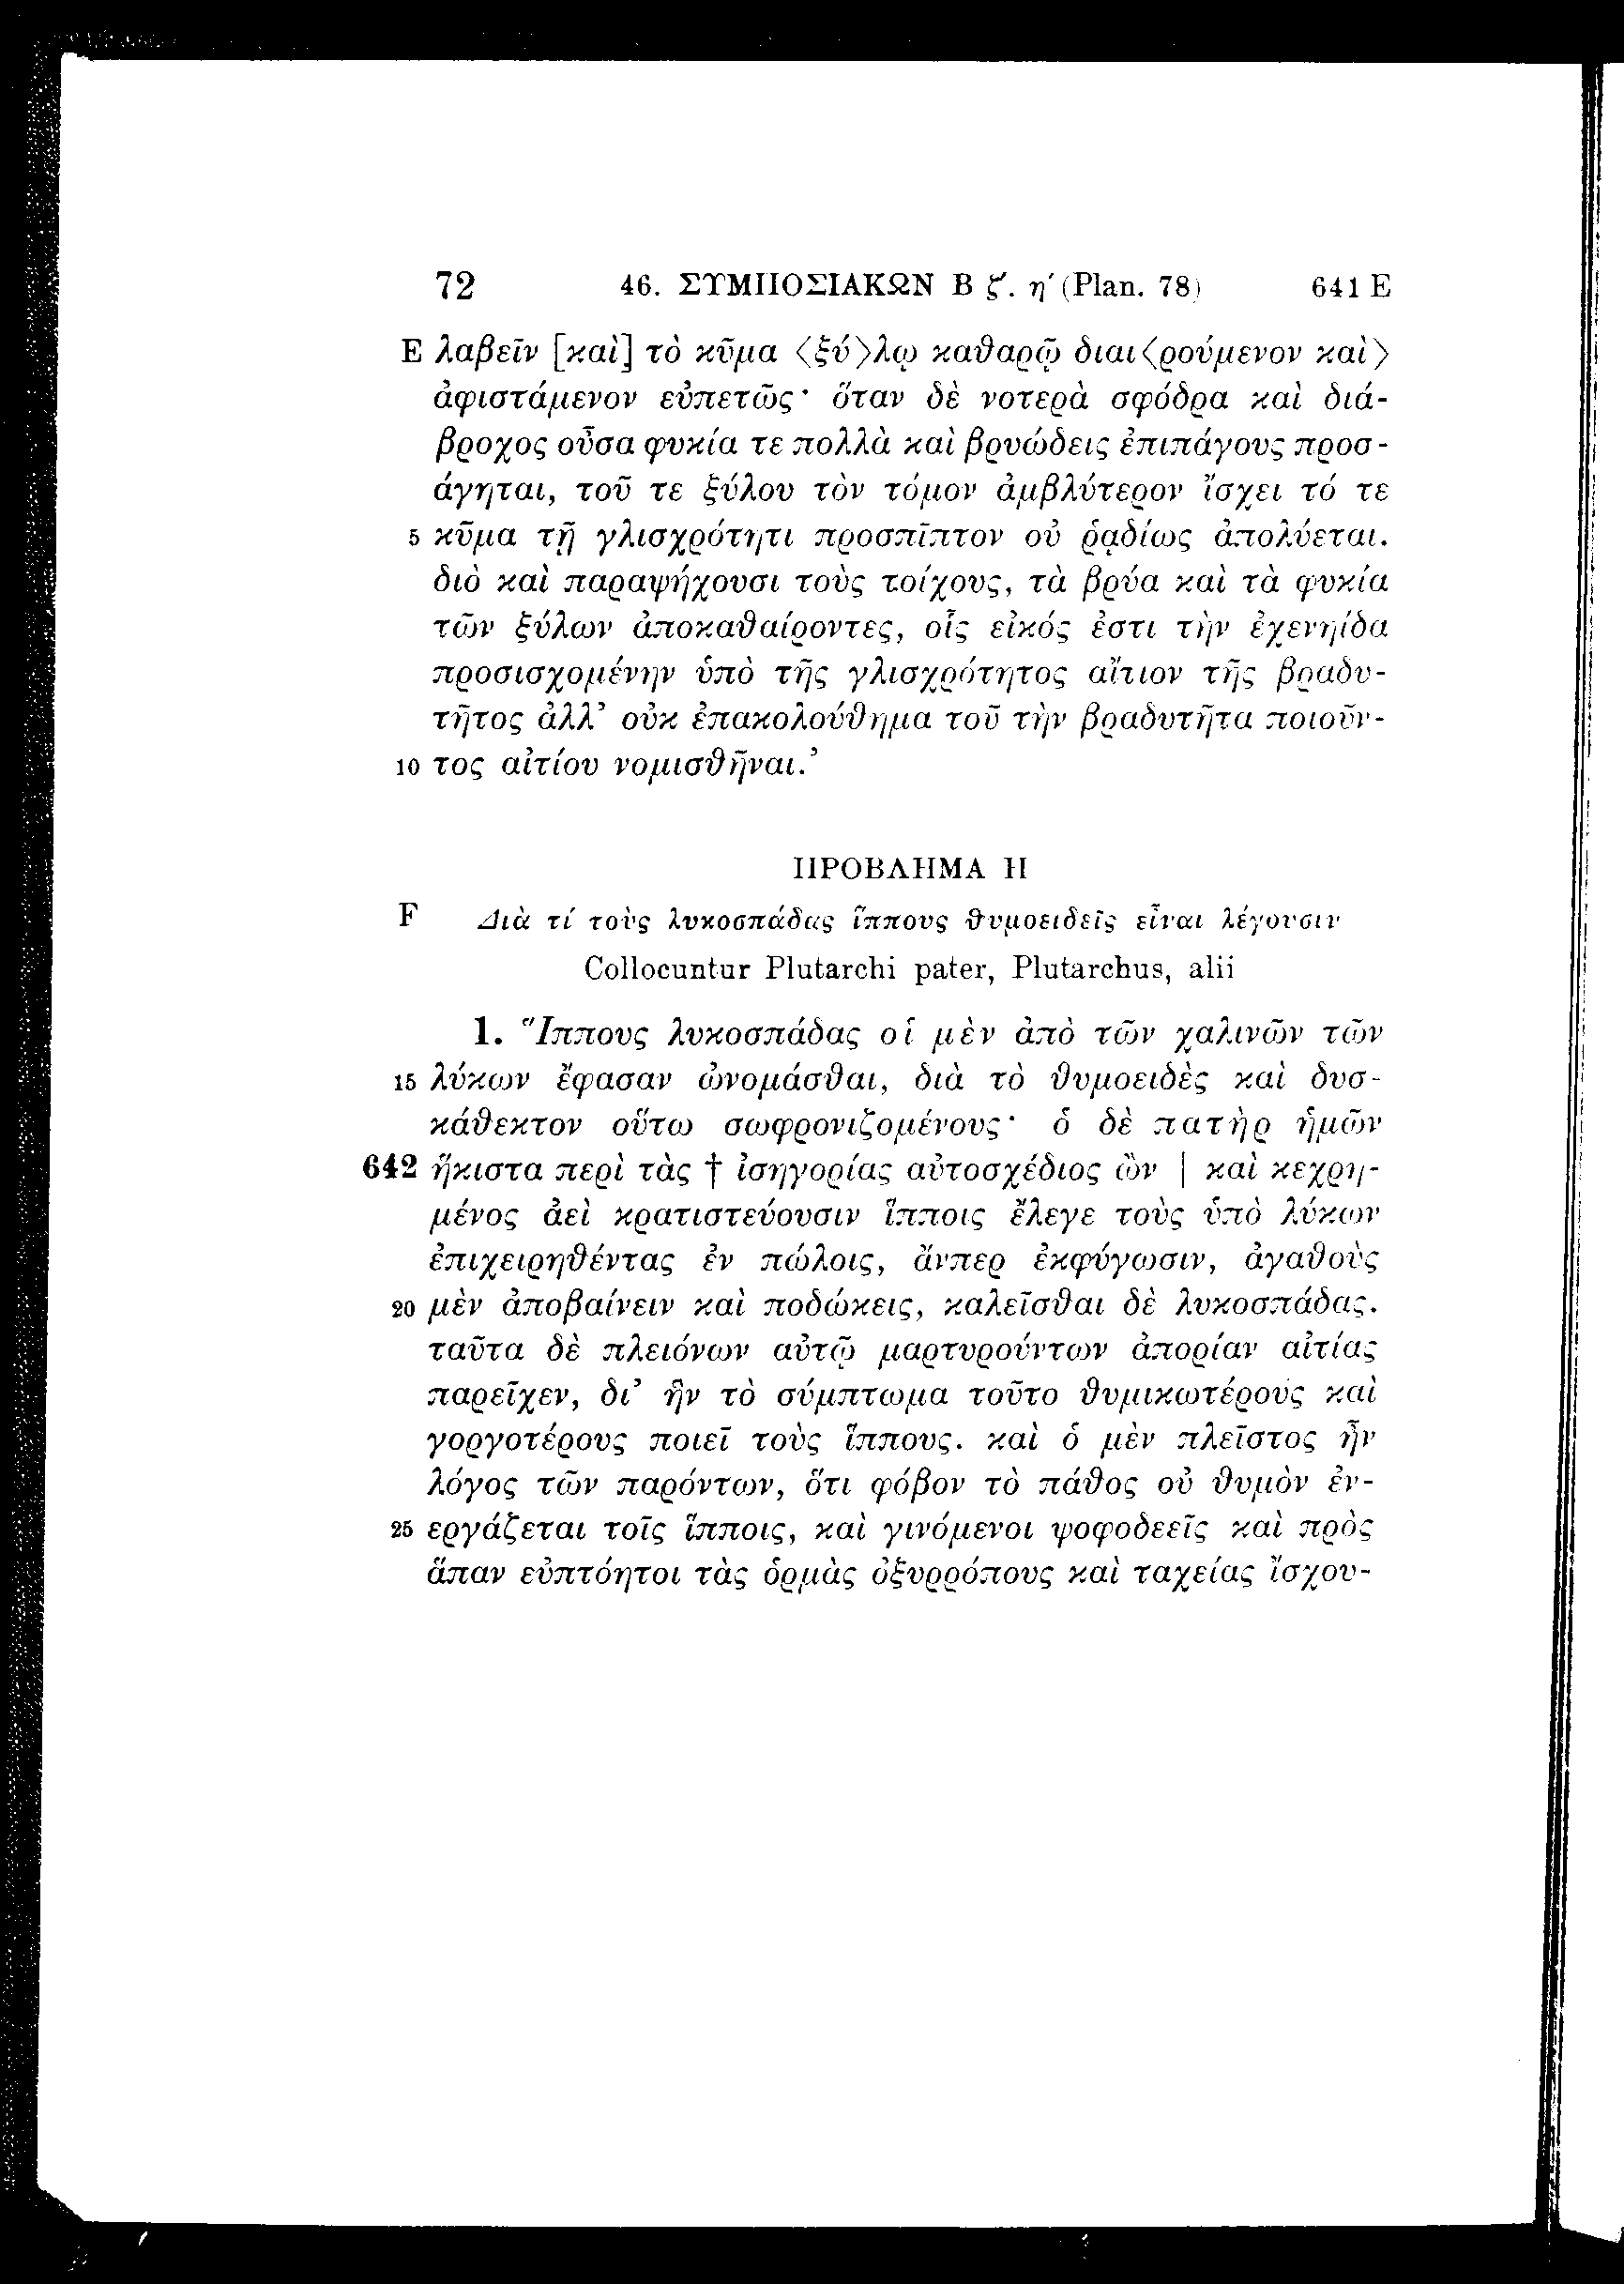 72 46. ΣΥΜΠΟΣΙΑΚΩΝ Β ζ΄. η΄ (Plan. 78) 641 E
E λαβεῖν [καὶ] τὸ κῦμα ⟨ξύ⟩λῳ καθαρῷ διαι⟨ρούμενον καὶ⟩
ἀφιστάμενον εὐπετῶς· ὅταν δὲ νοτερὰ σφόδρα καὶ διά-
βροχος οὖσα φυκία τε πολλὰ καὶ βρυώδεις ἐπιπάγους προσ-
άγηται, τοῦ τε ξύλου τὸν τόμον ἀμβλύτερον ἴσχει τό τε
5 κῦμα τῇ γλισχρότητι προσπῖπτον οὐ ῥᾳδίως ἀπολύεται.
διὸ καὶ παραψήχουσι τοὺς τοίχους, τὰ βρύα καὶ τὰ φυκία
τῶν ξύλων ἀποκαθαίροντες, οἷς εἰκός ἐστι τὴν ἐχενηίδα
προσισχομένην ὑπὸ τῆς γλισχρότητος αἴτιον τῆς βραδυ-
τῆτος ἀλλ’ οὐκ ἐπακολούθημα τοῦ τὴν βραδυτῆτα ποιοῦν-
10 τος αἰτίου νομισθῆναι.’
ΠΡΟΒΛΗΜΑ Η
F Διὰ τί τοὺς λυκοσπάδας ἵππους θυμοειδεῖς εἶναι λέγουσιν
Collocuntur Plutarchi pater, Plutarchus, alii
1. Ἵππους λυκοσπάδας οἱ μὲν ἀπὸ τῶν χαλινῶν τῶν
15 λύκων ἔφασαν ὠνομάσθαι, διὰ τὸ θυμοειδὲς καὶ δυσ-
κάθεκτον οὕτω σωφρονιζομένους· ὁ δὲ πατὴρ ἡμῶν
642 ἥκιστα περὶ τὰς † ἰσηγορίας αὐτοσχέδιος ὢν | καὶ κεχρη-
μένος ἀεὶ κρατιστεύουσιν ἵπποις ἔλεγε τοὺς ὑπὸ λύκων
ἐπιχειρηθέντας ἐν πώλοις, ἄνπερ ἐκφύγωσιν, ἀγαθοὺς
20 μὲν ἀποβαίνειν καὶ ποδώκεις, καλεῖσθαι δὲ λυκοσπάδας.
ταῦτα δὲ πλειόνων αὐτῷ μαρτυρούντων ἀπορίαν αἰτίας
παρεῖχεν, δι’ ἣν τὸ σύμπτωμα τοῦτο θυμικωτέρους καὶ
γοργοτέρους ποιεῖ τοὺς ἵππους. καὶ ὁ μὲν πλεῖστος ἦν
λόγος τῶν παρόντων, ὅτι φόβον τὸ πάθος οὐ θυμὸν ἐν-
25 εργάζεται τοῖς ἵπποις, καὶ γινόμενοι ψοφοδεεῖς καὶ πρὸς
ἅπαν εὐπτόητοι τὰς ὁρμὰς ὀξυρρόπους καὶ ταχείας ἴσχου-